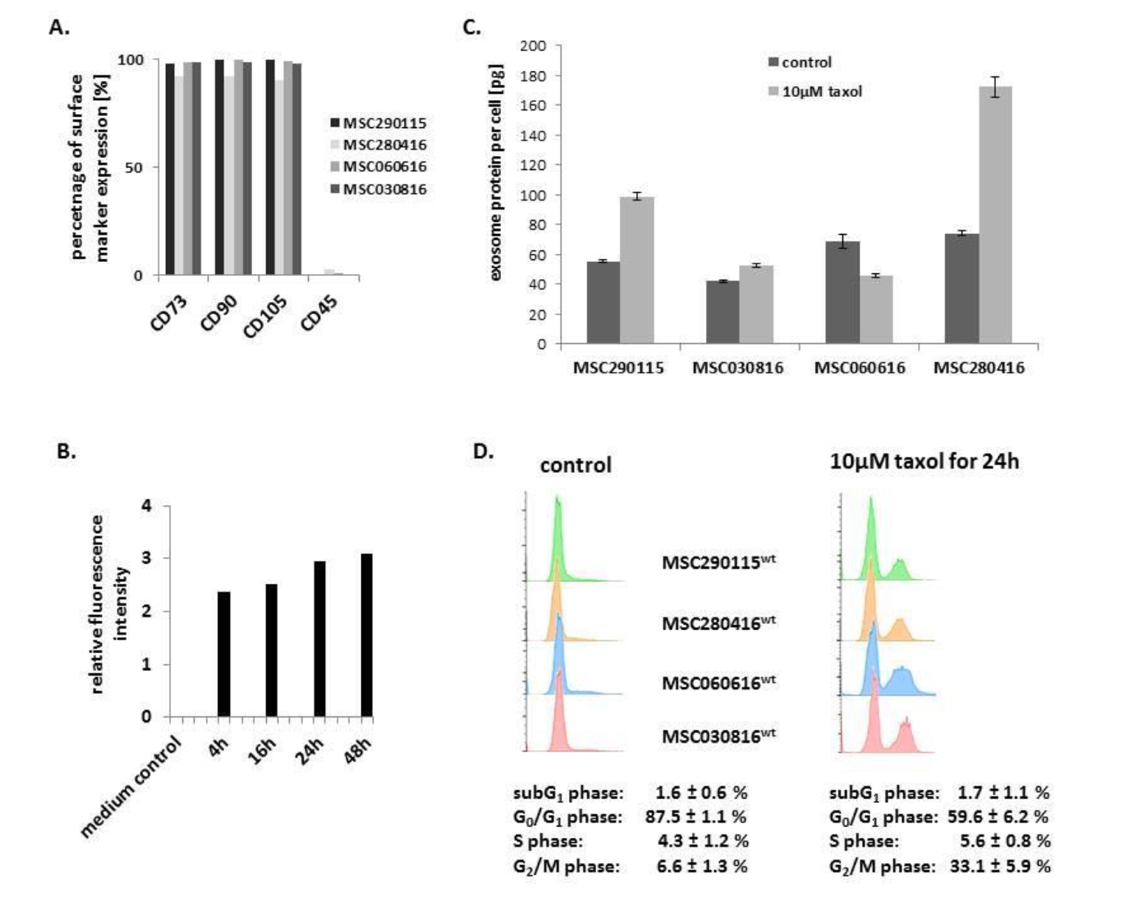 A.
percetnage of surface
marker expression [%]
100
50
0
CD73
CD90
CD105
CD45
MSC290115
MSC280416
MSC060616
MSC030816
C.
exosome protein per cell [pg]
200
180
160
140
120
100
80
60
40
20
0
control
10µM taxol
MSC290115
MSC030816
MSC060616
MSC280416
B.
relative fluorescence
intensity
4
3
2
1
0
medium control
4h
16h
24h
48h
D.
control
10µM taxol for 24h
MSC290115ʷᵗ
MSC280416ʷᵗ
MSC060616ʷᵗ
MSC030816ʷᵗ
subG₁ phase: 1.6 ± 0.6 %
G₀/G₁ phase: 87.5 ± 1.1 %
S phase: 4.3 ± 1.2 %
G₂/M phase: 6.6 ± 1.3 %
subG₁ phase: 1.7 ± 1.1 %
G₀/G₁ phase: 59.6 ± 6.2 %
S phase: 5.6 ± 0.8 %
G₂/M phase: 33.1 ± 5.9 %